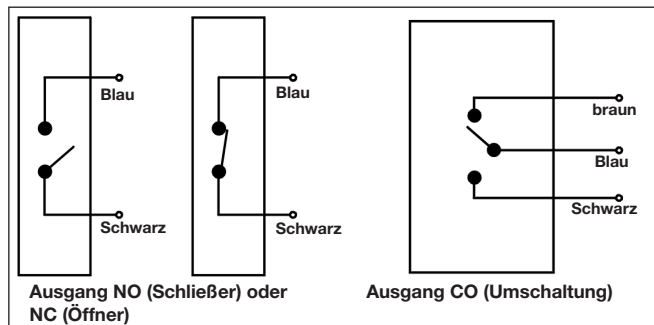 Blau
Schwarz
Blau
Schwarz
braun
Blau
Schwarz
Ausgang NO (Schließer) oder
NC (Öffner)
Ausgang CO (Umschaltung)